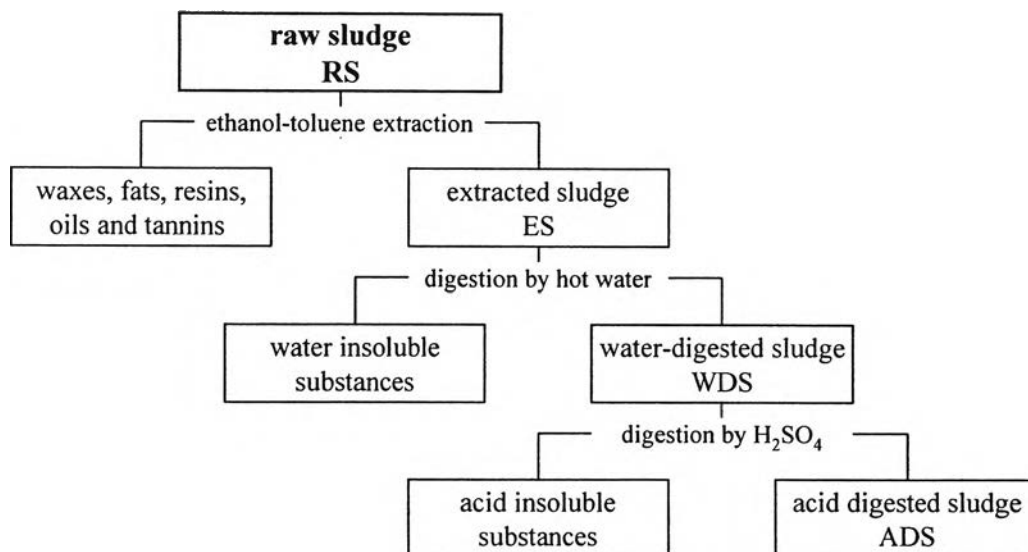 raw sludge
RS
ethanol-toluene extraction
waxes, fats, resins,
oils and tannins
extracted sludge
ES
digestion by hot water
water insoluble
substances
water-digested sludge
WDS
digestion by H₂SO₄
acid insoluble
substances
acid digested sludge
ADS